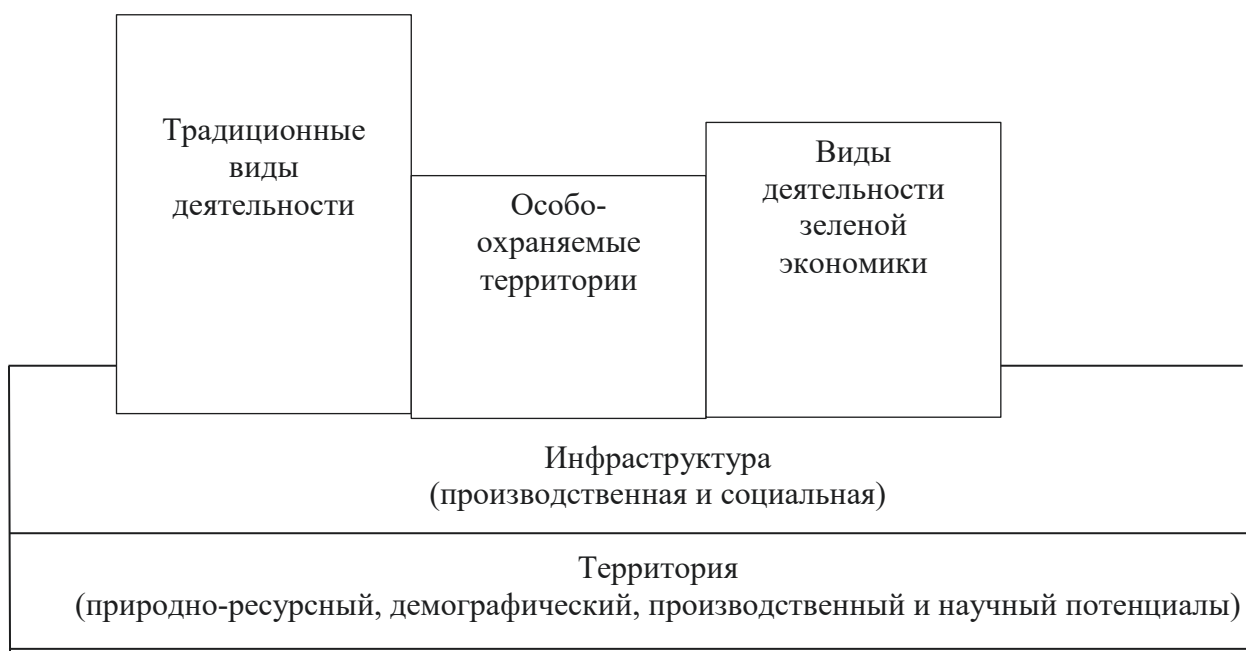 Традиционные
виды
деятельности
Особо-
охраняемые
территории
Виды
деятельности
зеленой
экономики
Инфраструктура
(производственная и социальная)
Территория
(природно-ресурсный, демографический, производственный и научный потенциалы)